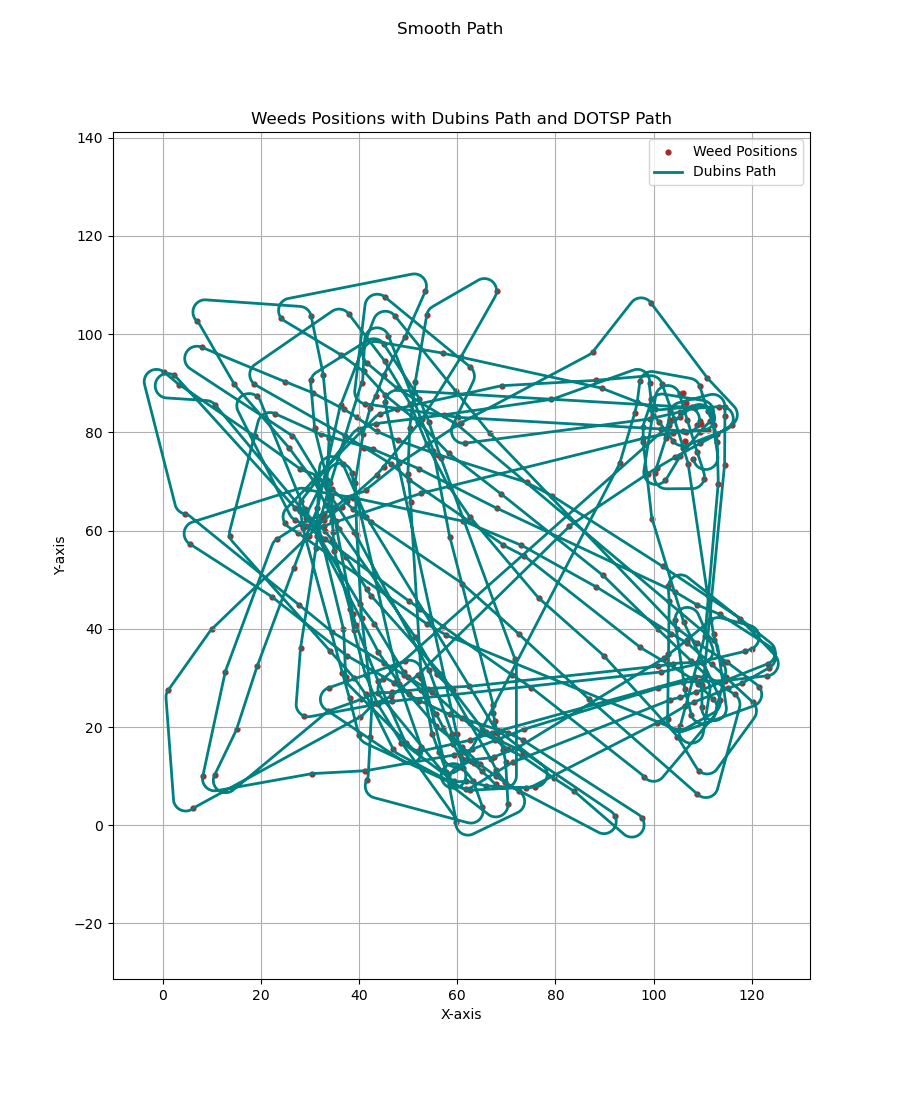 Smooth Path
Weeds Positions with Dubins Path and DOTSP Path
Weed Positions
Dubins Path
140
120
100
80
60
40
20
0
−20
Y-axis
0 20 40 60 80 100 120
X-axis